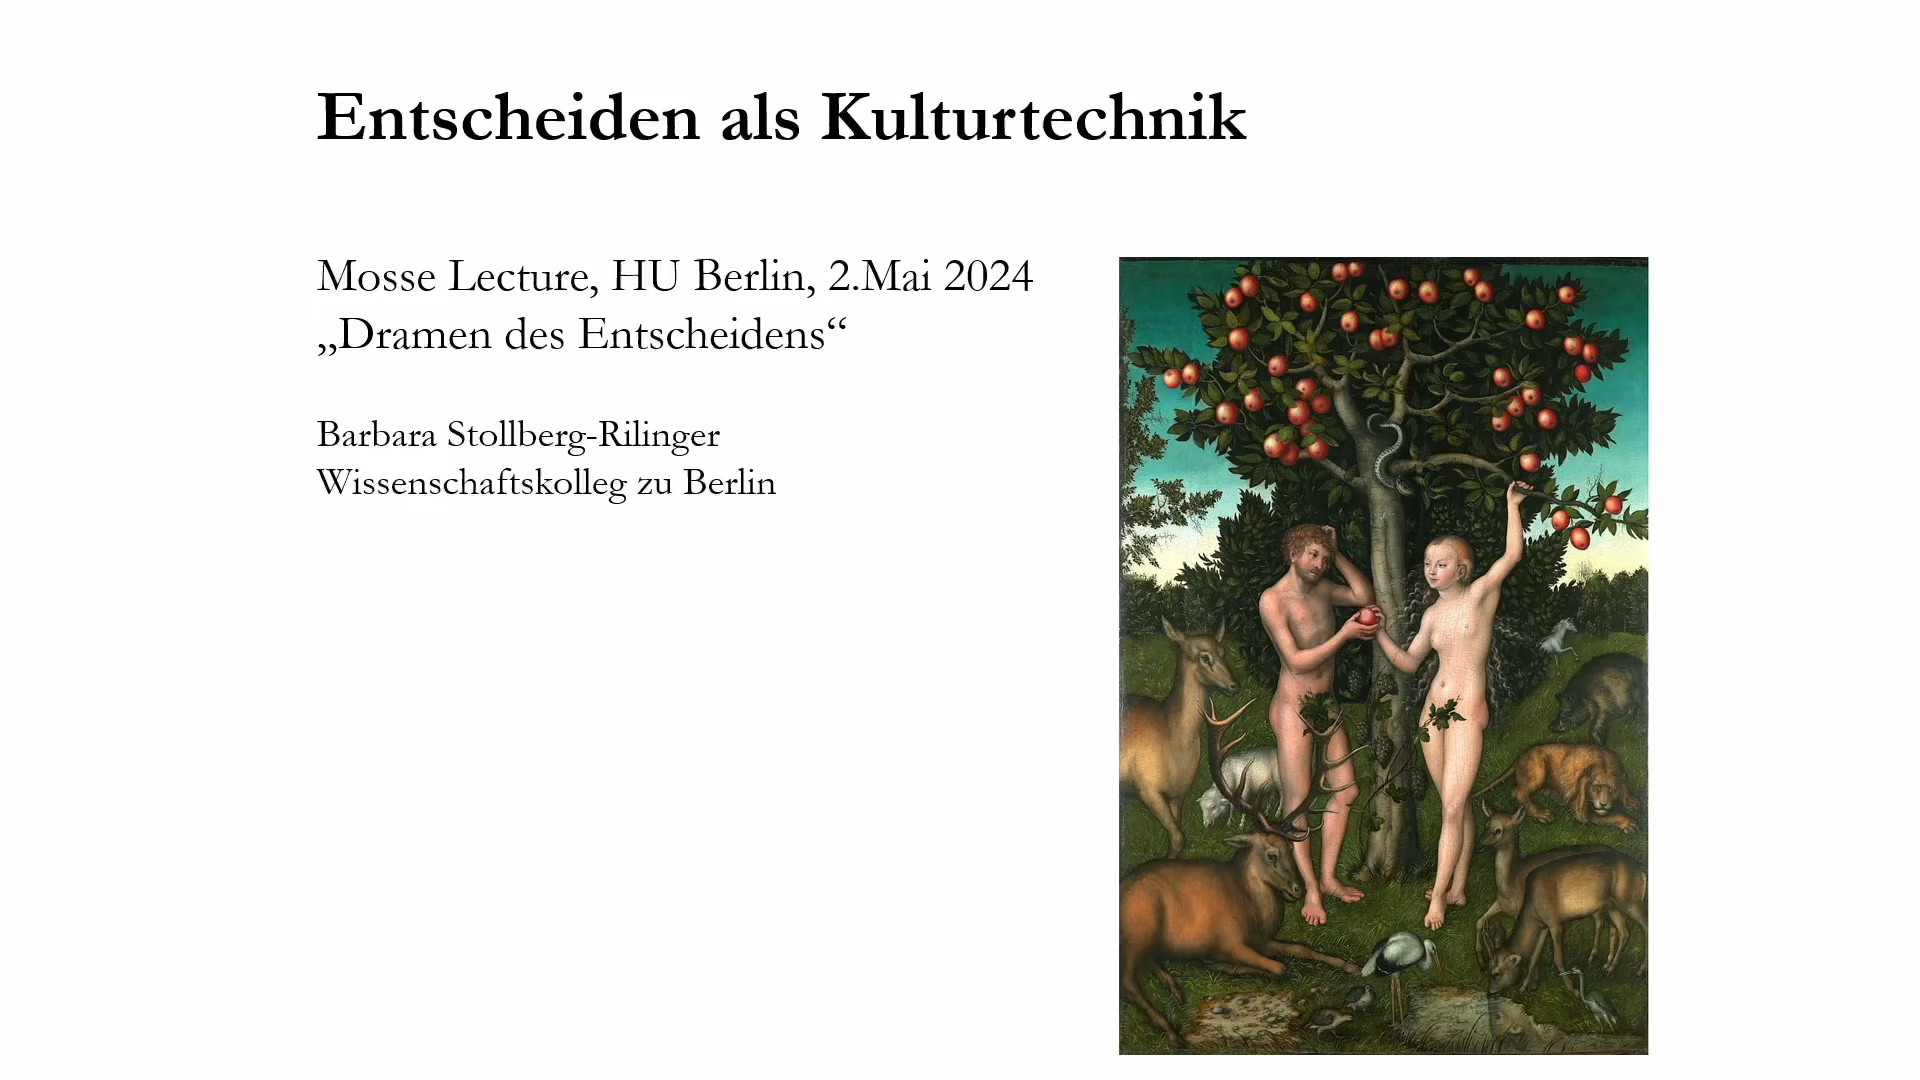 Entscheiden als Kulturtechnik
Mosse Lecture, HU Berlin, 2.Mai 2024
„Dramen des Entscheidens“
Barbara Stollberg-Rilinger
Wissenschaftskolleg zu Berlin